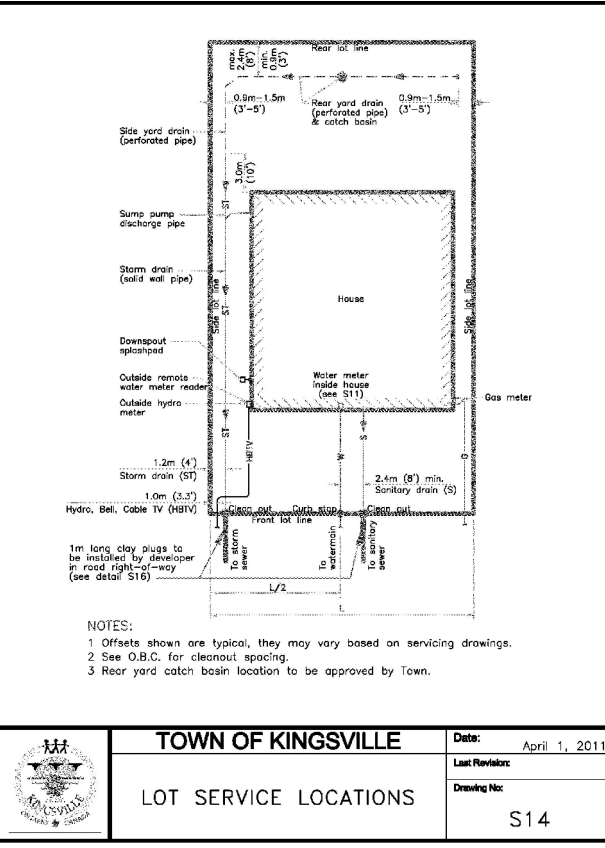 Rear lot line
max.
2.4m
(8')
min.
0.9m
(3')
0.9m-1.5m
(3'-5')
Rear yard drain
(perforated pipe)
& catch basin
0.9m-1.5m
(3'-5')
Side yard drain
(perforated pipe)
3.0m
(10')
ST
Sump pump
discharge pipe
Storm drain
(solid wall pipe)
Side lot line
ST
House
Side lot line
Downspout
splashpad
Outside remote
water meter reader
Outside hydro
meter
Water meter
inside house
(see S11)
Gas meter
ST
HBTV
W
S
G
1.2m (4')
Storm drain (ST)
2.4m (8') min.
Sanitary drain (S)
1.0m (3.3')
Hydro, Bell, Cable TV (HBTV)
Clean out
Curb stop
Clean out
Front lot line
1m long clay plugs to
be installed by developer
in road right-of-way
(see detail S16)
To storm
sewer
To
watermain
To sanitary
sewer
L/2
L
NOTES:
1 Offsets shown are typical, they may vary based on servicing drawings.
2 See O.B.C. for cleanout spacing.
3 Rear yard catch basin location to be approved by Town.
KINGSVILLE
ONTARIO CANADA
TOWN OF KINGSVILLE
LOT SERVICE LOCATIONS
Date:
April 1, 2011
Last Revision:
Drawing No:
S14